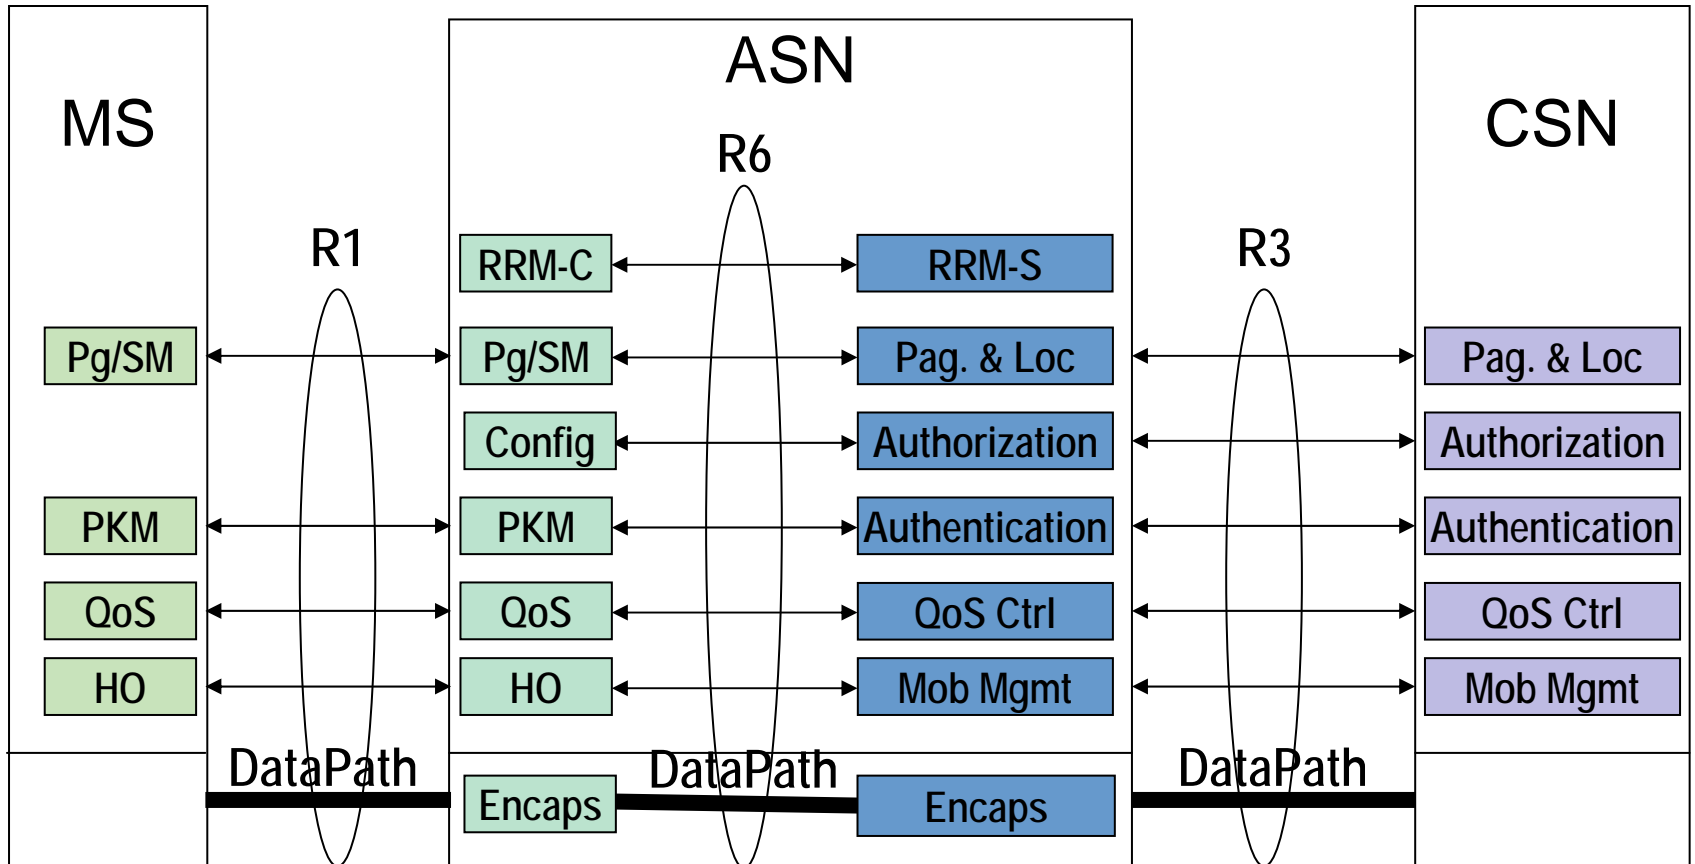 MS
ASN
CSN
R1
R6
R3
RRM-C
RRM-S
Pg/SM
Pg/SM
Pag. & Loc
Pag. & Loc
Config
Authorization
Authorization
PKM
PKM
Authentication
Authentication
QoS
QoS
QoS Ctrl
QoS Ctrl
HO
HO
Mob Mgmt
Mob Mgmt
DataPath
DataPath
DataPath
Encaps
Encaps